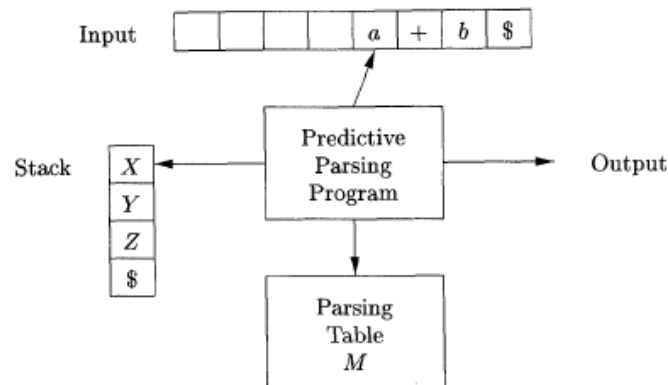 Input a + b $
Predictive
Parsing
Program
Stack X
Y
Z
$
Output
Parsing
Table
M